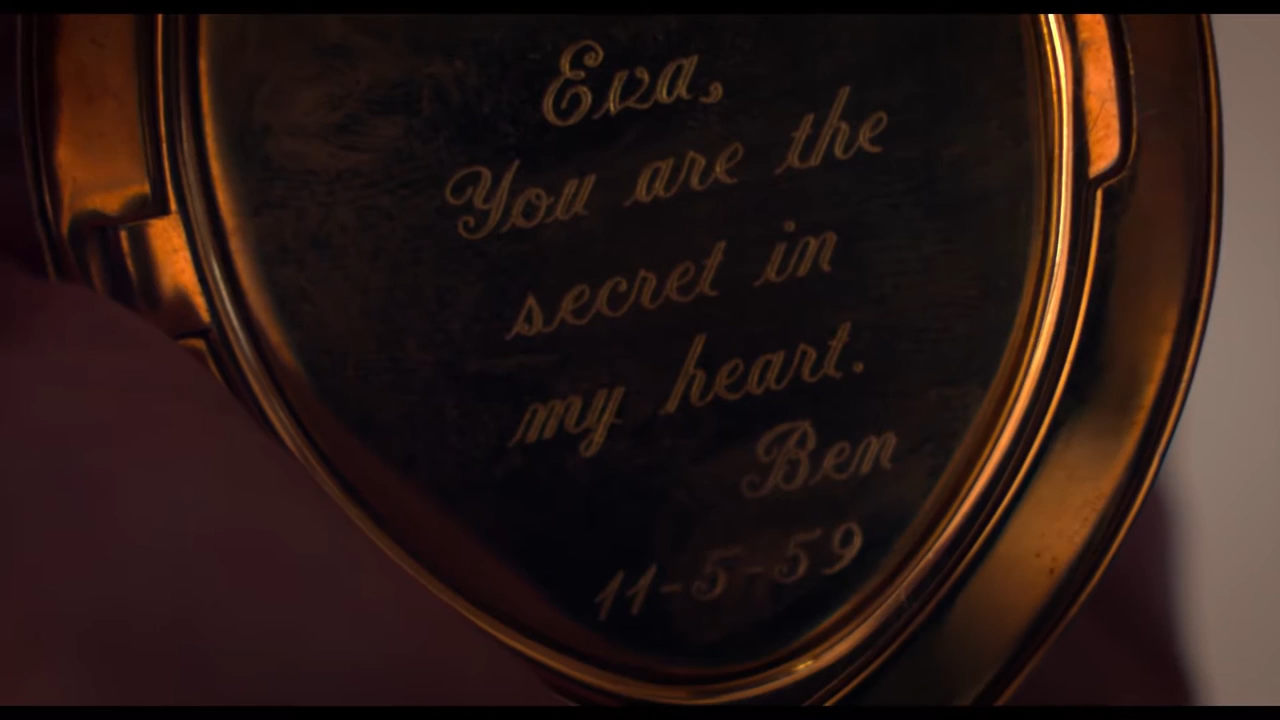 Eva,
You are the
secret in
my heart.
Ben
11-5-59